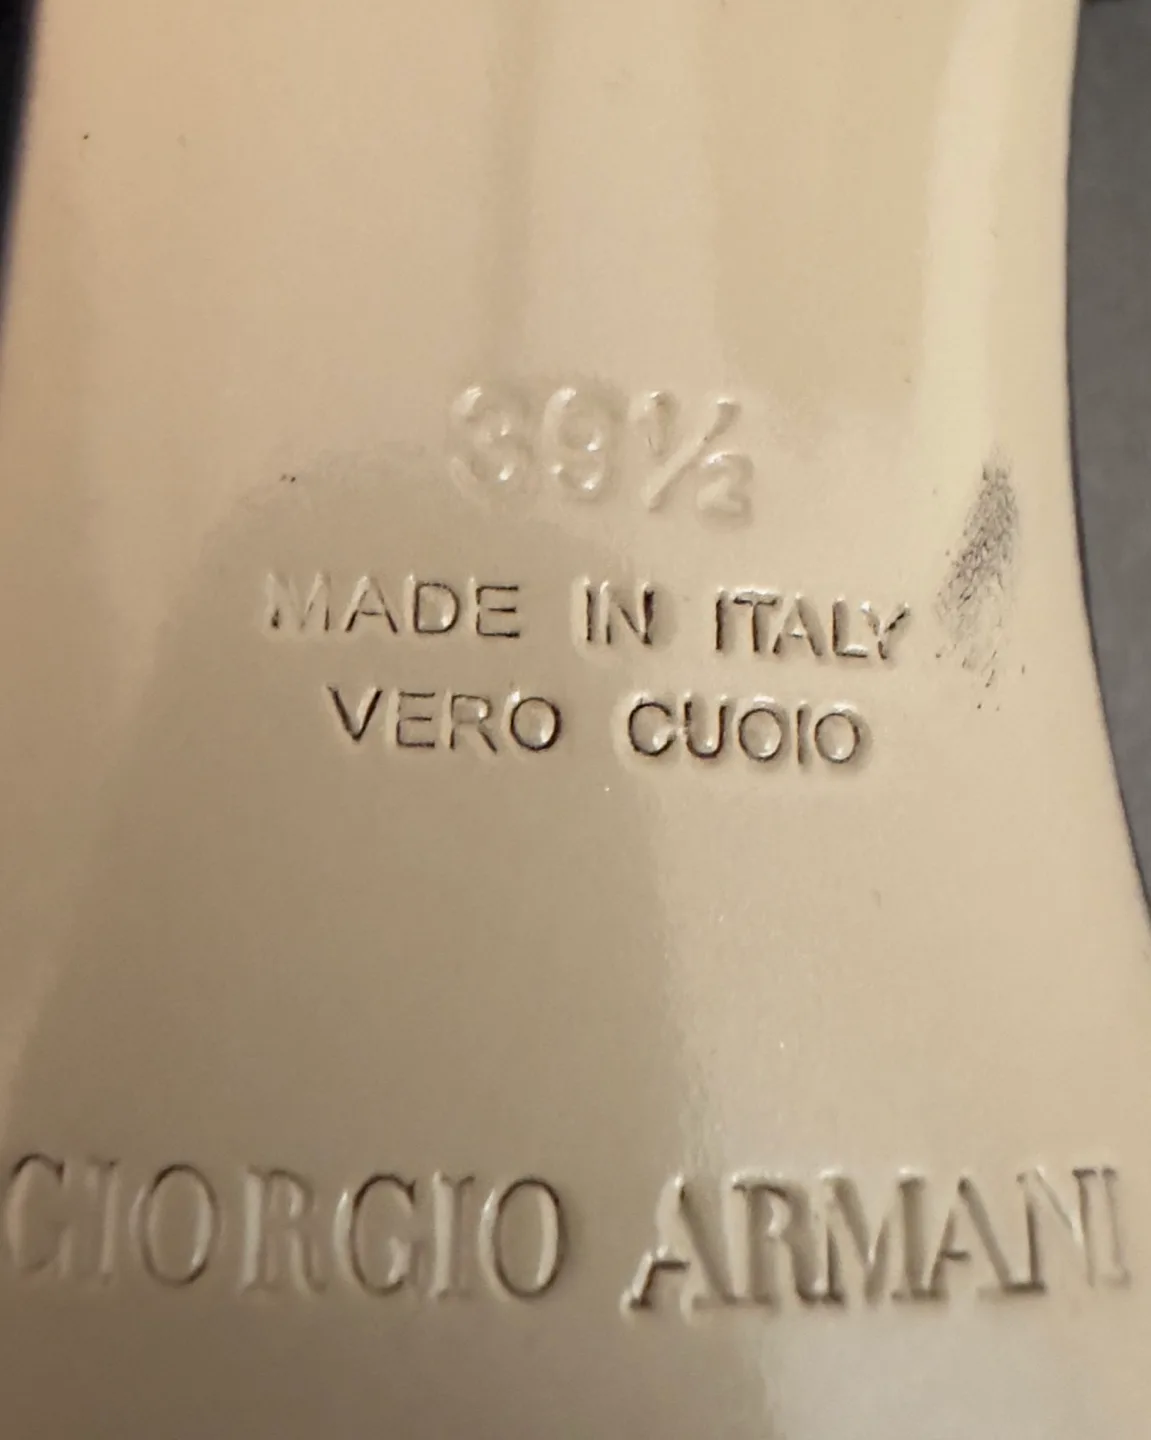 39½
MADE IN ITALY
VERO CUOIO
GIORGIO ARMANI